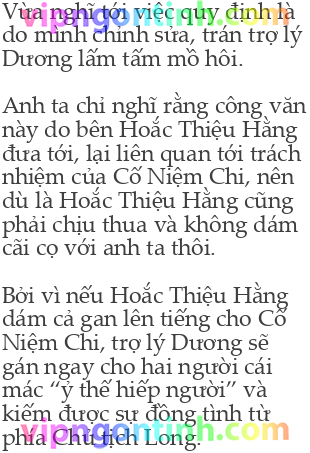 Vừa nghĩ tới việc quy định là
do mình chỉnh sửa, trán trợ lý
Dương lấm tấm mồ hôi.
Anh ta chỉ nghĩ rằng công văn
này do bên Hoắc Thiệu Hằng
đưa tới, lại liên quan tới trách
nhiệm của Cố Niệm Chi, nên
dù là Hoắc Thiệu Hằng cũng
phải chịu thua và không dám
cãi cọ với anh ta thôi.
Bởi vì nếu Hoắc Thiệu Hằng
dám cả gan lên tiếng cho Cố
Niệm Chi, trợ lý Dương sẽ
gán ngay cho hai người cái
mác “ỷ thế hiếp người” và
kiếm được sự đồng tình từ
phía Chủ tịch Long.
vipngontinh.com
vipngontinh.com